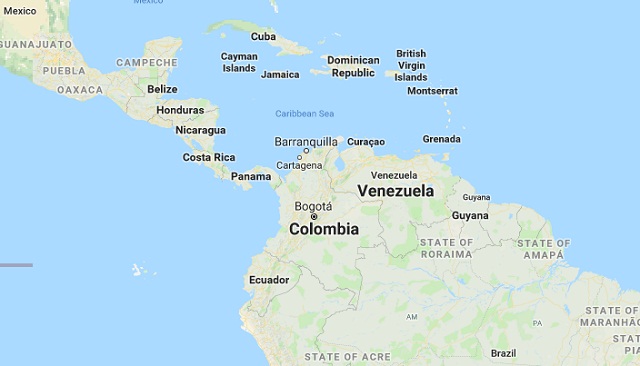 Mexico
Mexico
GUANAJUATO
PUEBLA
OAXACA
CAMPECHE
Cuba
Cayman
Islands
Jamaica
Dominican
Republic
British
Virgin
Islands
Montserrat
Belize
Honduras
Nicaragua
Caribbean Sea
Costa Rica
Panama
Barranquilla
Cartagena
Curaçao
Grenada
Venezuela
Venezuela
Guyana
Guyana
Bogotá
Colombia
STATE OF
RORAIMA
STATE OF
AMAPÁ
Ecuador
AM
PA
STATE OF
MARANHÃO
STATE
PI
STATE OF ACRE
Brazil